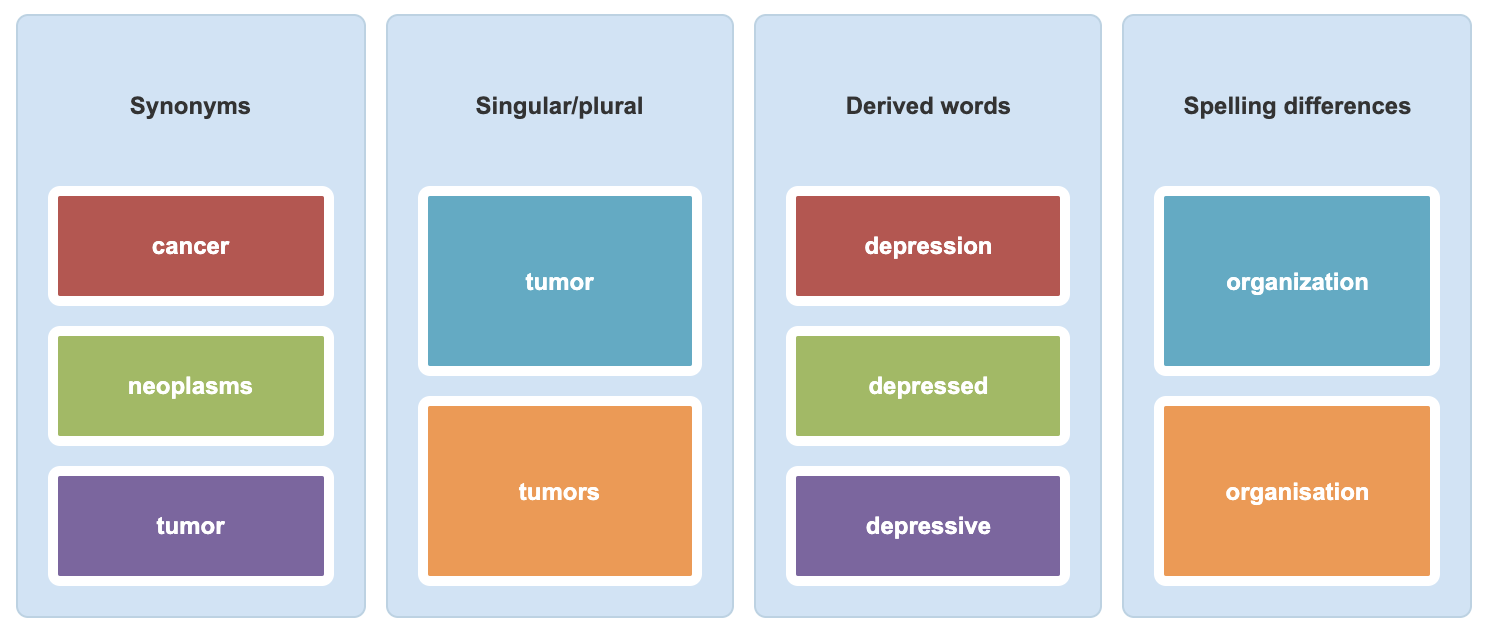 Synonyms
cancer
neoplasms
tumor
Singular/plural
tumor
tumors
Derived words
depression
depressed
depressive
Spelling differences
organization
organisation